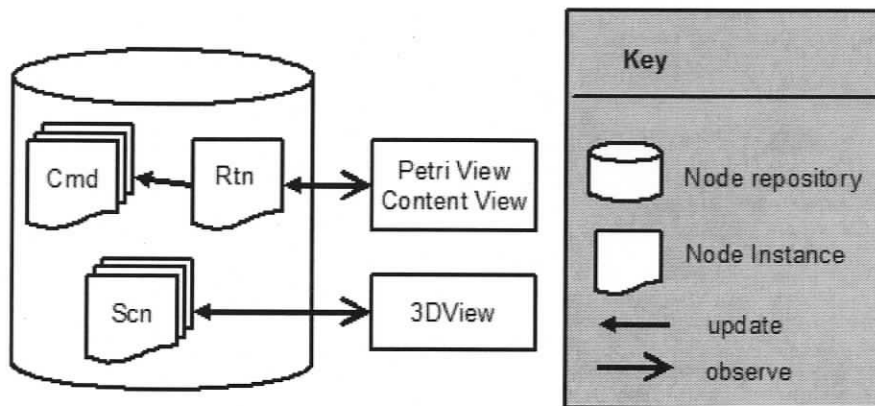 Cmd
Rtn
Petri View
Content View
Scn
3DView
Key
Node repository
Node Instance
update
observe